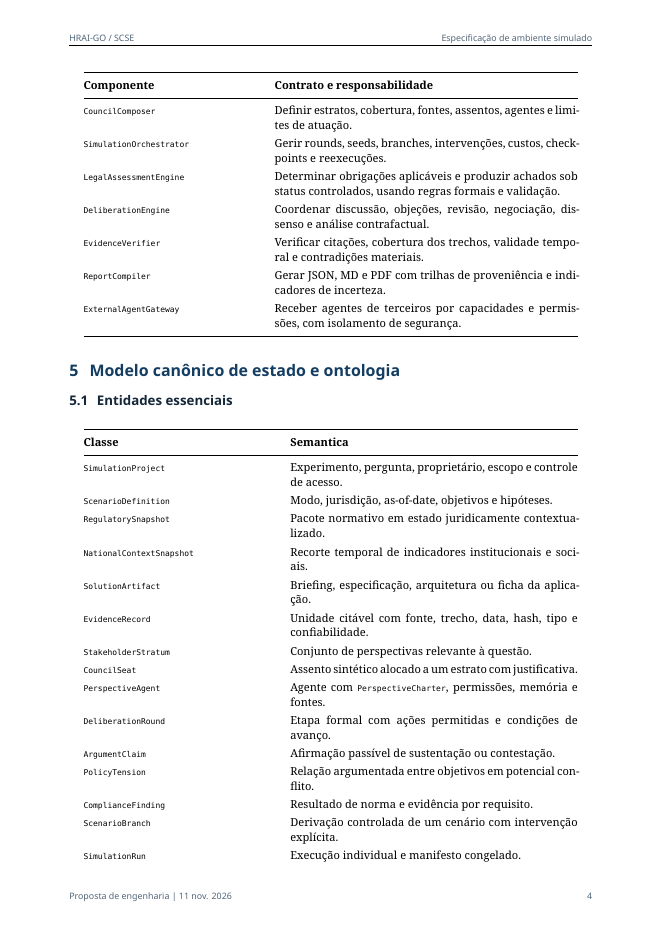 HRAI-GO / SCSE
Especificação de ambiente simulado
Componente
Contrato e responsabilidade
CouncilComposer
Definir estratos, cobertura, fontes, assentos, agentes e limi-
tes de atuação.
SimulationOrchestrator
Gerir rounds, seeds, branches, intervenções, custos, check-
points e reexecuções.
LegalAssessmentEngine
Determinar obrigações aplicáveis e produzir achados sob
status controlados, usando regras formais e validação.
DeliberationEngine
Coordenar discussão, objeções, revisão, negociação, dis-
senso e análise contrafactual.
EvidenceVerifier
Verificar citações, cobertura dos trechos, validade tempo-
ral e contradições materiais.
ReportCompiler
Gerar JSON, MD e PDF com trilhas de proveniência e indi-
cadores de incerteza.
ExternalAgentGateway
Receber agentes de terceiros por capacidades e permis-
sões, com isolamento de segurança.
5 Modelo canônico de estado e ontologia
5.1 Entidades essenciais
Classe
Semantica
SimulationProject
Experimento, pergunta, proprietário, escopo e controle
de acesso.
ScenarioDefinition
Modo, jurisdição, as-of-date, objetivos e hipóteses.
RegulatorySnapshot
Pacote normativo em estado juridicamente contextua-
lizado.
NationalContextSnapshot
Recorte temporal de indicadores institucionais e soci-
ais.
SolutionArtifact
Briefing, especificação, arquitetura ou ficha da aplica-
ção.
EvidenceRecord
Unidade citável com fonte, trecho, data, hash, tipo e
confiabilidade.
StakeholderStratum
Conjunto de perspectivas relevante à questão.
CouncilSeat
Assento sintético alocado a um estrato com justificativa.
PerspectiveAgent
Agente com PerspectiveCharter, permissões, memória e
fontes.
DeliberationRound
Etapa formal com ações permitidas e condições de
avanço.
ArgumentClaim
Afirmação passível de sustentação ou contestação.
PolicyTension
Relação argumentada entre objetivos em potencial con-
flito.
ComplianceFinding
Resultado de norma e evidência por requisito.
ScenarioBranch
Derivação controlada de um cenário com intervenção
explícita.
SimulationRun
Execução individual e manifesto congelado.
Proposta de engenharia | 11 nov. 2026
4